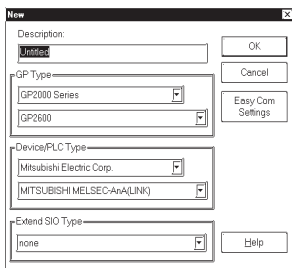 New
Description:
Untitled
OK
Cancel
GP Type
GP2000 Series
Easy Com
Settings
GP2600
Device/PLC Type
Mitsubishi Electric Corp.
MITSUBISHI MELSEC-AnA(LINK)
Extend SIO Type
none
Help